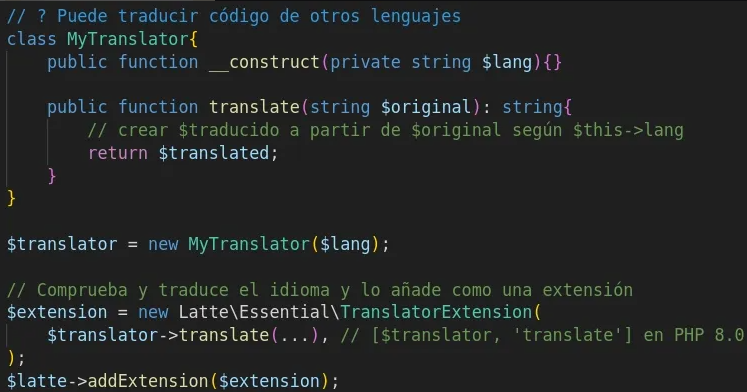 // ? Puede traducir código de otros lenguajes
class MyTranslator{
public function __construct(private string $lang){}
public function translate(string $original): string{
// crear $traducido a partir de $original según $this->lang
return $translated;
}
}
$translator = new MyTranslator($lang);
// Comprueba y traduce el idioma y lo añade como una extensión
$extension = new Latte\Essential\TranslatorExtension(
$translator->translate(...), // [$translator, 'translate'] en PHP 8.0
);
$latte->addExtension($extension);